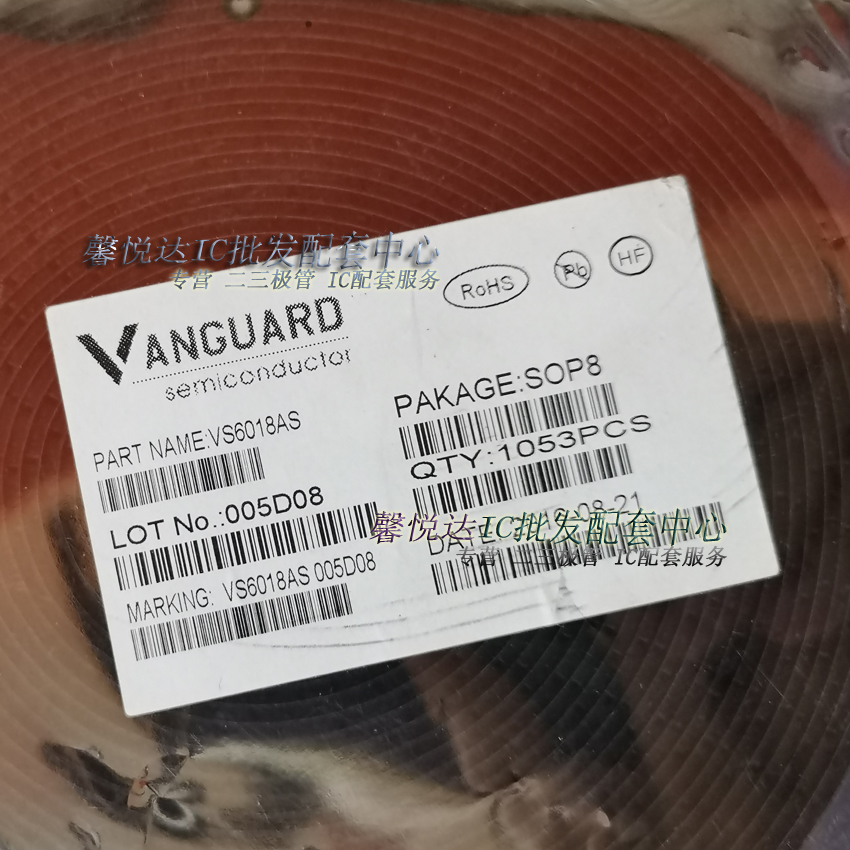 馨悦达IC批发配套中心
专营 二三极管 IC配套服务
RoHS
Pb
HF
VANGUARD
semiconductor
PART NAME:VS6018AS
LOT No.:005D08
MARKING: VS6018AS 005D08
PAKAGE:SOP8
QTY:1053PCS
08-21
馨悦达IC批发配套中心
专营 二三极管 IC配套服务